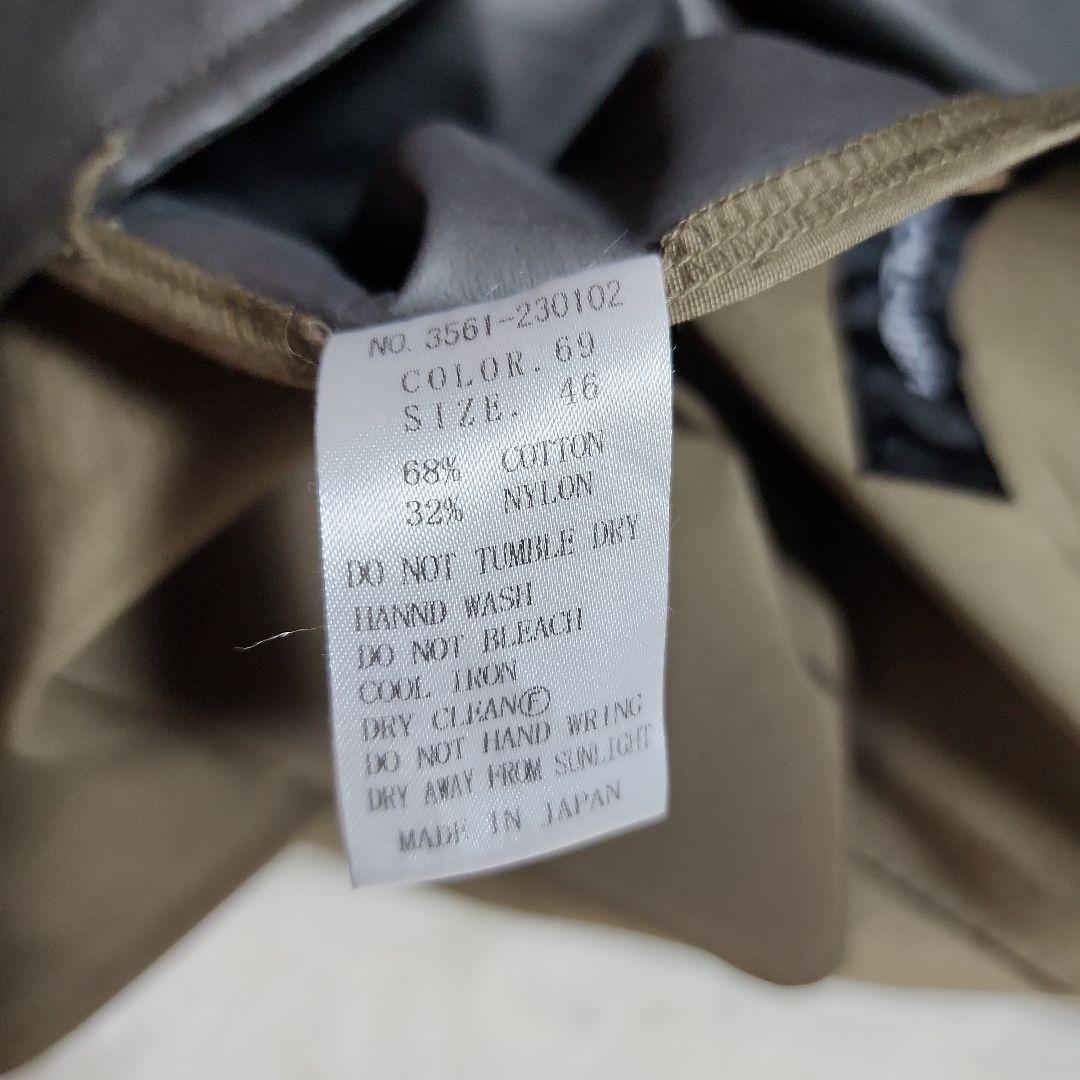 NO. 3561-230102
COLOR. 69
SIZE. 46
68% COTTON
32% NYLON
DO NOT TUMBLE DRY
HANND WASH
DO NOT BLEACH
COOL IRON
DRY CLEANⒻ
DO NOT HAND WRING
DRY AWAY FROM SUNLIGHT
MADE IN JAPAN